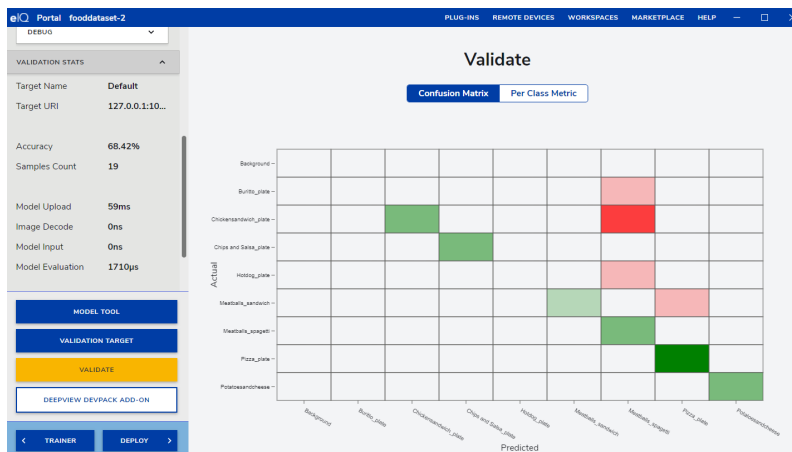 eIQ Portal fooddataset-2 PLUG-INS REMOTE DEVICES WORKSPACES MARKETPLACE HELP
DEBUG
VALIDATION STATS
Target Name Default
Target URI 127.0.0.1:10...
Accuracy 68.42%
Samples Count 19
Model Upload 59ms
Image Decode 0ns
Model Input 0ns
Model Evaluation 1710µs
MODEL TOOL
VALIDATION TARGET
VALIDATE
DEEPVIEW DEVPACK ADD-ON
TRAINER DEPLOY
Validate
Confusion Matrix Per Class Metric
Actual
Background
Buritto_plate
Chickensandwich_plate
Chips and Salsa_plate
Hotdog_plate
Meatballs_sandwich
Meatballs_spagetti
Pizza_plate
Potatoesandcheese
Background
Buritto_plate
Chickensandwich_plate
Chips and Salsa_plate
Hotdog_plate
Meatballs_sandwich
Meatballs_spagetti
Pizza_plate
Potatoesandcheese
Predicted